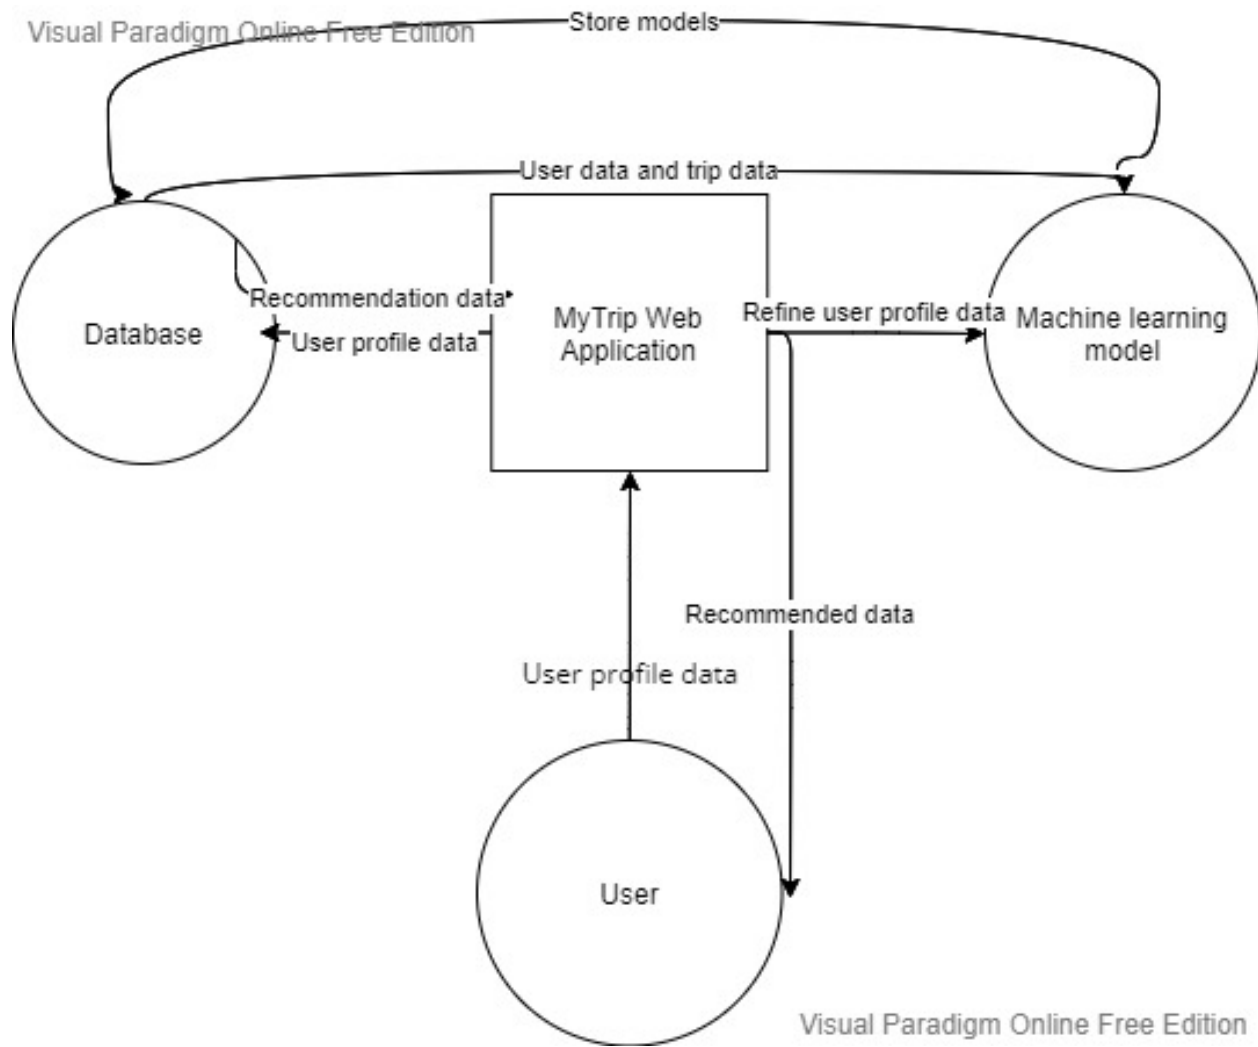 Visual Paradigm Online Free Edition
Store models
User data and trip data
Recommendation data
User profile data
Database
MyTrip Web
Application
Refine user profile data
Machine learning
model
Recommended data
User profile data
User
Visual Paradigm Online Free Edition